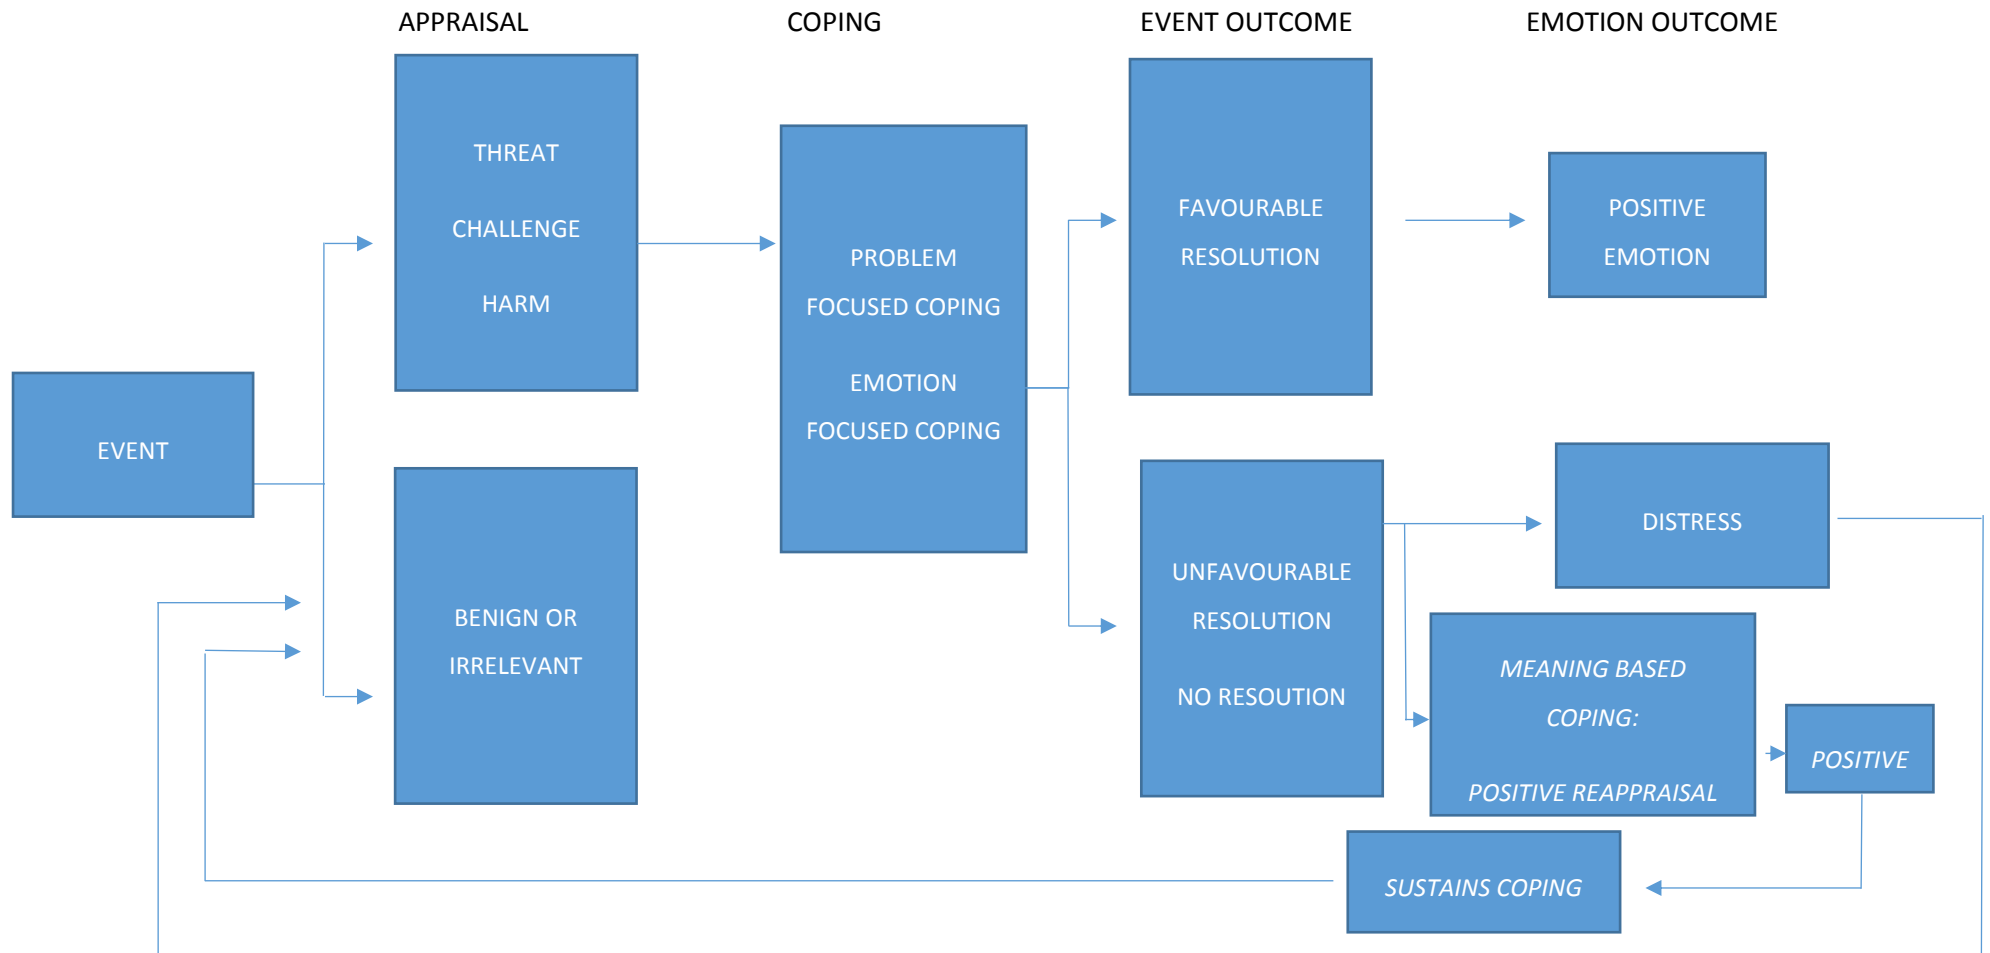 APPRAISAL
COPING
EVENT OUTCOME
EMOTION OUTCOME
THREAT
CHALLENGE
HARM
PROBLEM
FOCUSED COPING
EMOTION
FOCUSED COPING
FAVOURABLE
RESOLUTION
POSITIVE
EMOTION
EVENT
BENIGN OR
IRRELEVANT
UNFAVOURABLE
RESOLUTION
NO RESOUTION
DISTRESS
MEANING BASED
COPING:
POSITIVE REAPPRAISAL
POSITIVE
SUSTAINS COPING